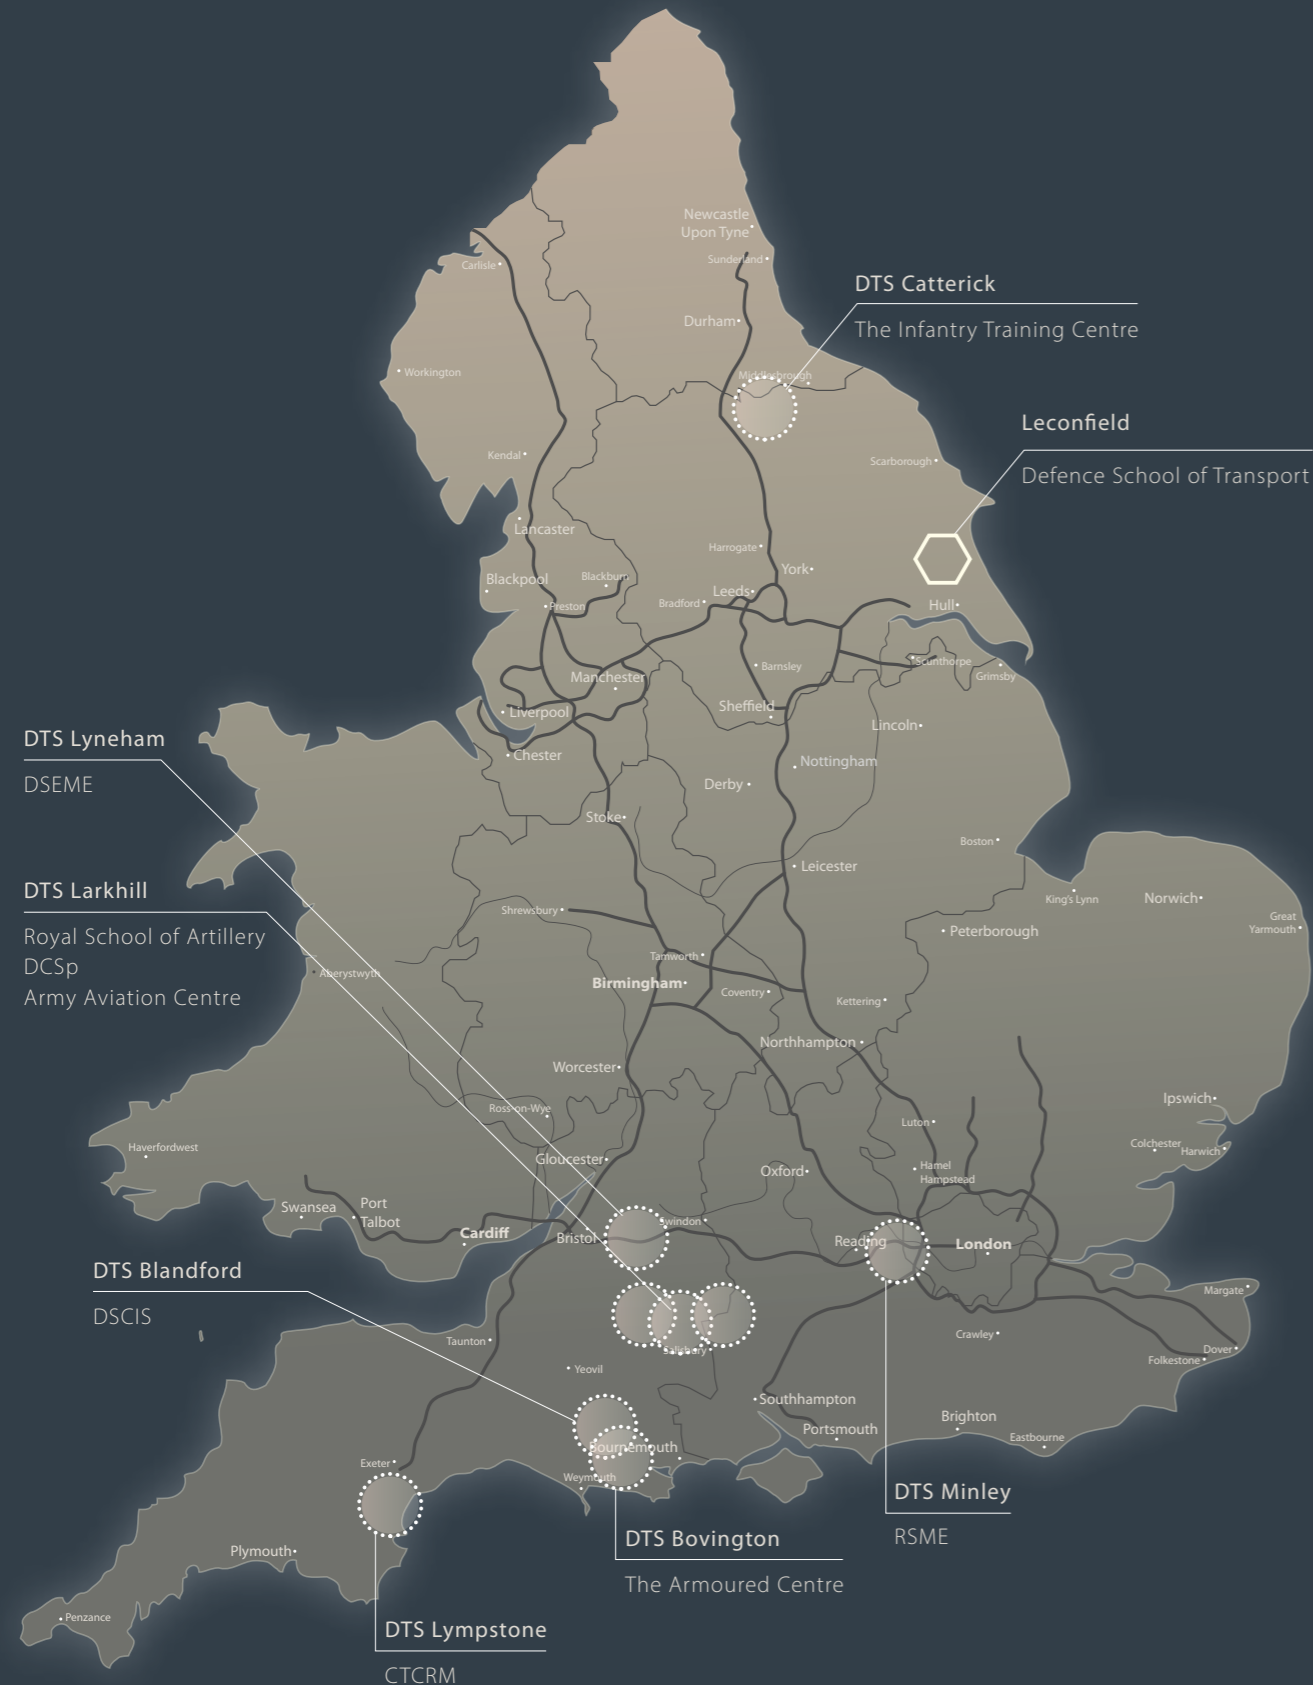 Newcastle
Upon Tyne
Carlisle
Sunderland
DTS Catterick
Durham
The Infantry Training Centre
Workington
Middlesbrough
Leconfield
Kendal
Scarborough
Defence School of Transport
Lancaster
Harrogate
York
Blackpool
Blackburn
Leeds
Preston
Bradford
Hull
Manchester
Barnsley
Scunthorpe
Grimsby
Liverpool
Sheffield
Lincoln
DTS Lyneham
Chester
Nottingham
DSEME
Derby
Stoke
Boston
Leicester
DTS Larkhill
King's Lynn
Norwich
Shrewsbury
Great
Yarmouth
Royal School of Artillery
Peterborough
DCSp
Aberystwyth
Tamworth
Army Aviation Centre
Birmingham
Coventry
Kettering
Northhampton
Worcester
Ross-on-Wye
Ipswich
Luton
Haverfordwest
Colchester
Harwich
Gloucester
Oxford
Hamel
Hampstead
Swansea
Port
Talbot
Swindon
Cardiff
Bristol
Reading
London
DTS Blandford
Margate
DSCIS
Taunton
Crawley
Salisbury
Dover
Folkestone
Yeovil
Southhampton
Brighton
Portsmouth
Eastbourne
Bournemouth
Exeter
Weymouth
DTS Minley
RSME
DTS Bovington
Plymouth
The Armoured Centre
Penzance
DTS Lympstone
CTCRM